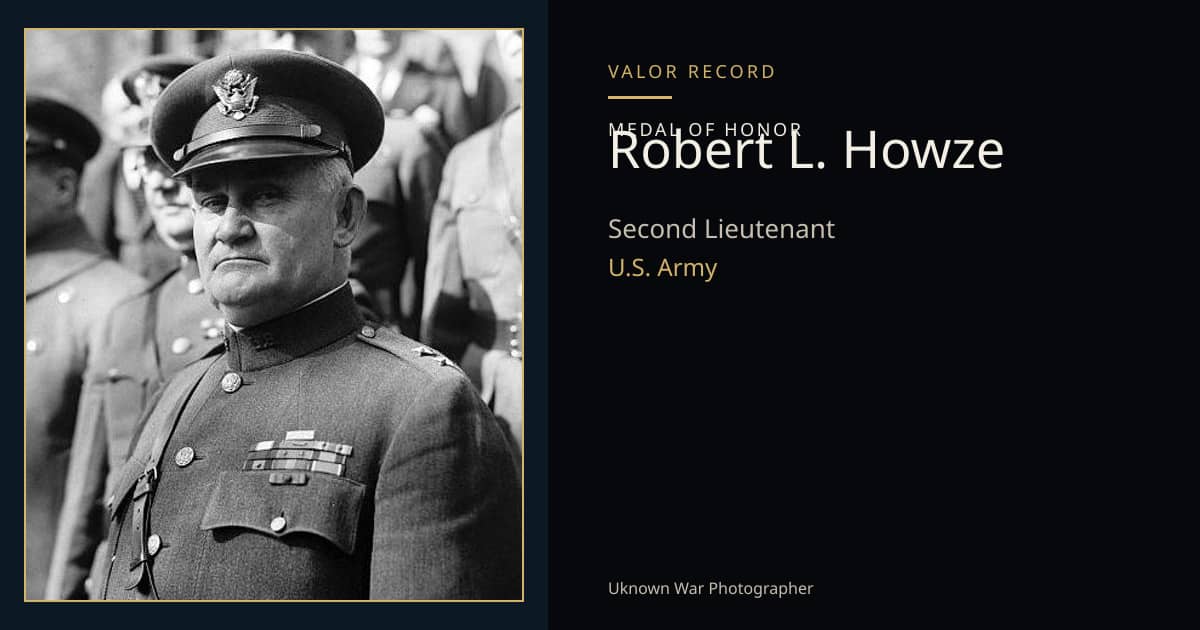 VALOR RECORD
MEDAL OF HONOR
Robert L. Howze
Second Lieutenant
U.S. Army
Uknown War Photographer